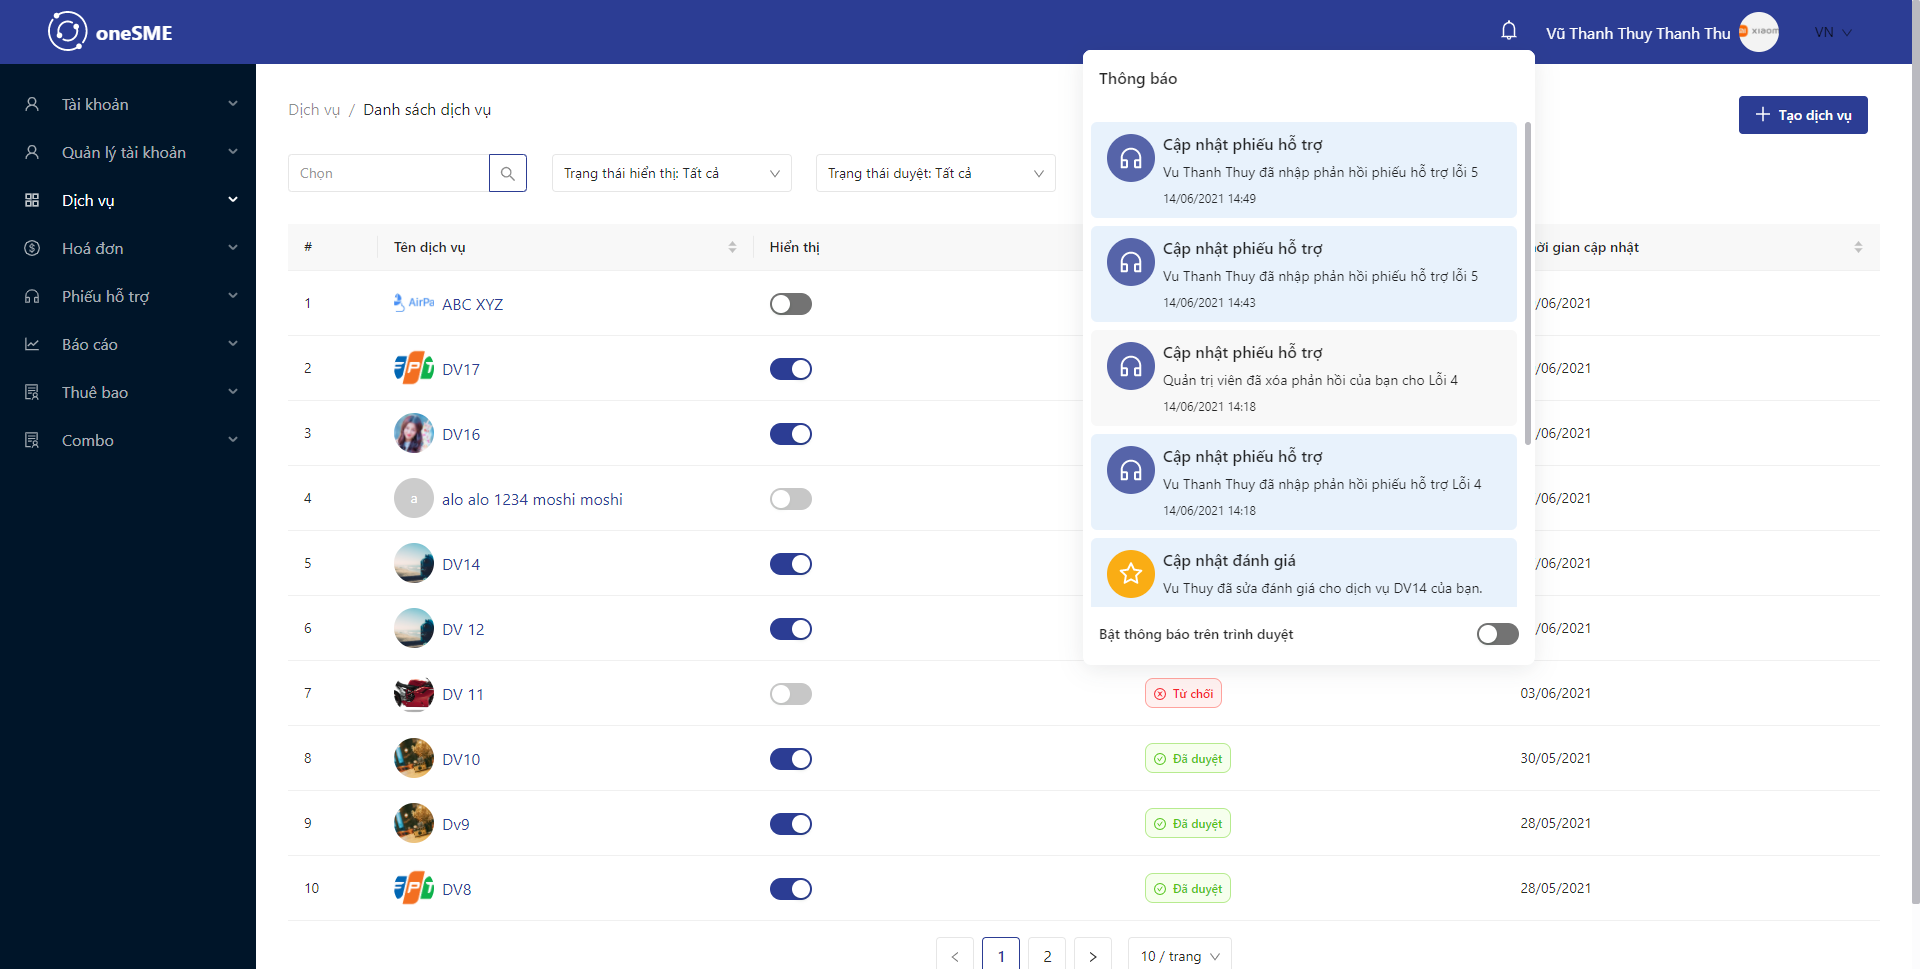 oneSME
Vũ Thanh Thuy Thanh Thu
xiaom
VN
Tài khoản
Quản lý tài khoản
Dịch vụ
Hoá đơn
Phiếu hỗ trợ
Báo cáo
Thuê bao
Combo
Dịch vụ / Danh sách dịch vụ
Tạo dịch vụ
Chọn
Trạng thái hiển thị: Tất cả
Trạng thái duyệt: Tất cả
Thông báo
Cập nhật phiếu hỗ trợ
Vu Thanh Thuy đã nhập phản hồi phiếu hỗ trợ lỗi 5
14/06/2021 14:49
Cập nhật phiếu hỗ trợ
Vu Thanh Thuy đã nhập phản hồi phiếu hỗ trợ lỗi 5
14/06/2021 14:43
Cập nhật phiếu hỗ trợ
Quản trị viên đã xóa phản hồi của bạn cho Lỗi 4
14/06/2021 14:18
Cập nhật phiếu hỗ trợ
Vu Thanh Thuy đã nhập phản hồi phiếu hỗ trợ Lỗi 4
14/06/2021 14:18
Cập nhật đánh giá
Vu Thuy đã sửa đánh giá cho dịch vụ DV14 của bạn.
Bật thông báo trên trình duyệt
# Tên dịch vụ Hiển thị ời gian cập nhật
1 AirPa ABC XYZ /06/2021
2 FPT DV17 /06/2021
3 DV16 /06/2021
4 a alo alo 1234 moshi moshi /06/2021
5 DV14 /06/2021
6 DV 12 /06/2021
7 DV 11 Từ chối 03/06/2021
8 DV10 Đã duyệt 30/05/2021
9 Dv9 Đã duyệt 28/05/2021
10 FPT DV8 Đã duyệt 28/05/2021
< 1 2 > 10 / trang